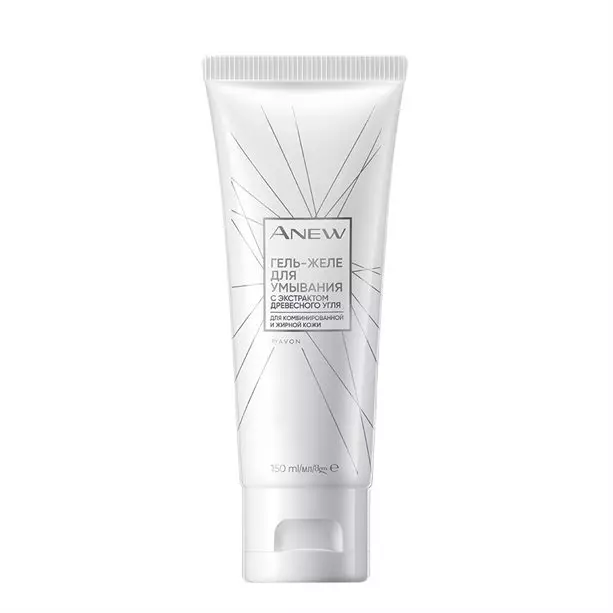 ANEW
ГЕЛЬ-ЖЕЛЕ
ДЛЯ
УМЫВАНИЯ
С ЭКСТРАКТОМ
ДРЕВЕСНОГО УГЛЯ
ДЛЯ КОМБИНИРОВАННОЙ
И ЖИРНОЙ КОЖИ
AVON
150 ml/мл/ ℮